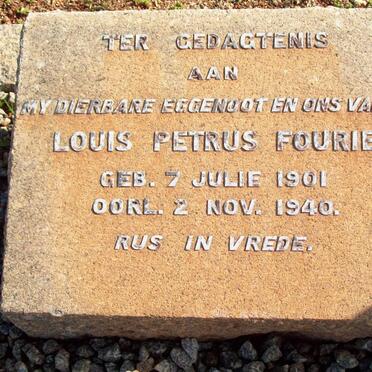 TER GEDAGTENIS
AAN
MY DIERBARE EGGENOOT EN ONS VA
LOUIS PETRUS FOURIE
GEB. 7 JULIE 1901
OORL. 2 NOV. 1940.
RUS IN VREDE.